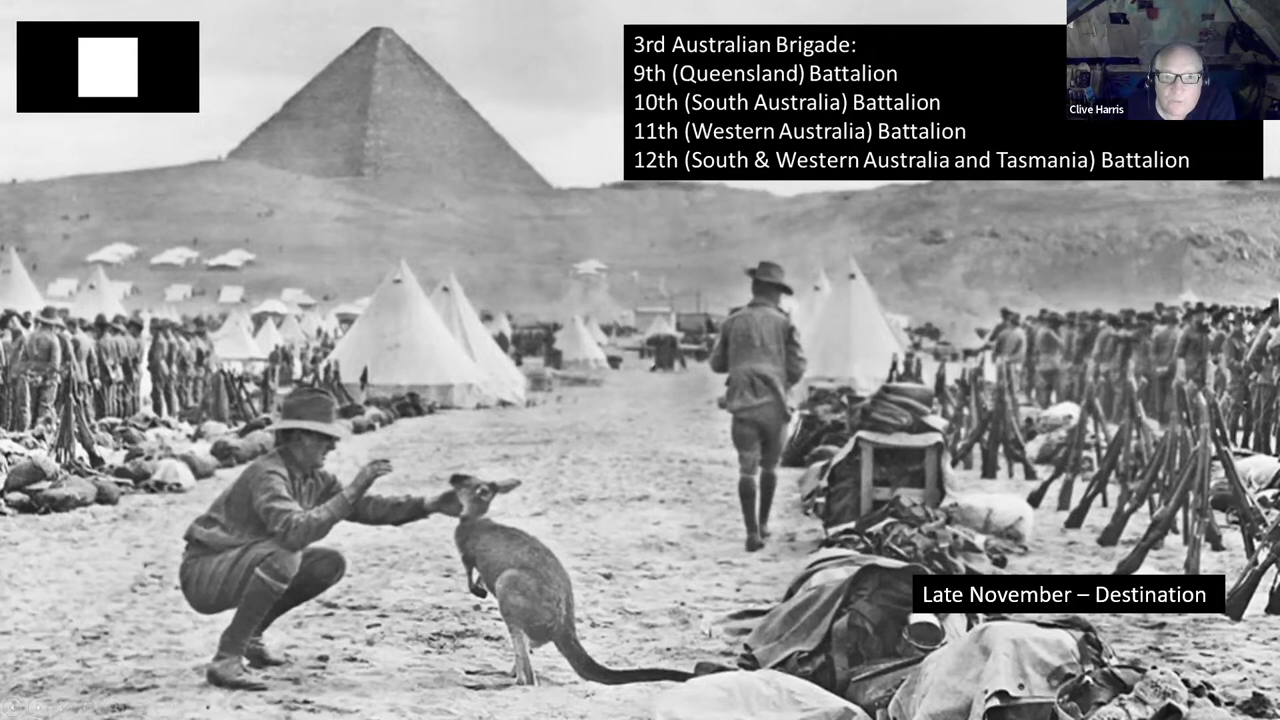 3rd Australian Brigade:
9th (Queensland) Battalion
10th (South Australia) Battalion
11th (Western Australia) Battalion
12th (South & Western Australia and Tasmania) Battalion
Clive Harris
Late November – Destination